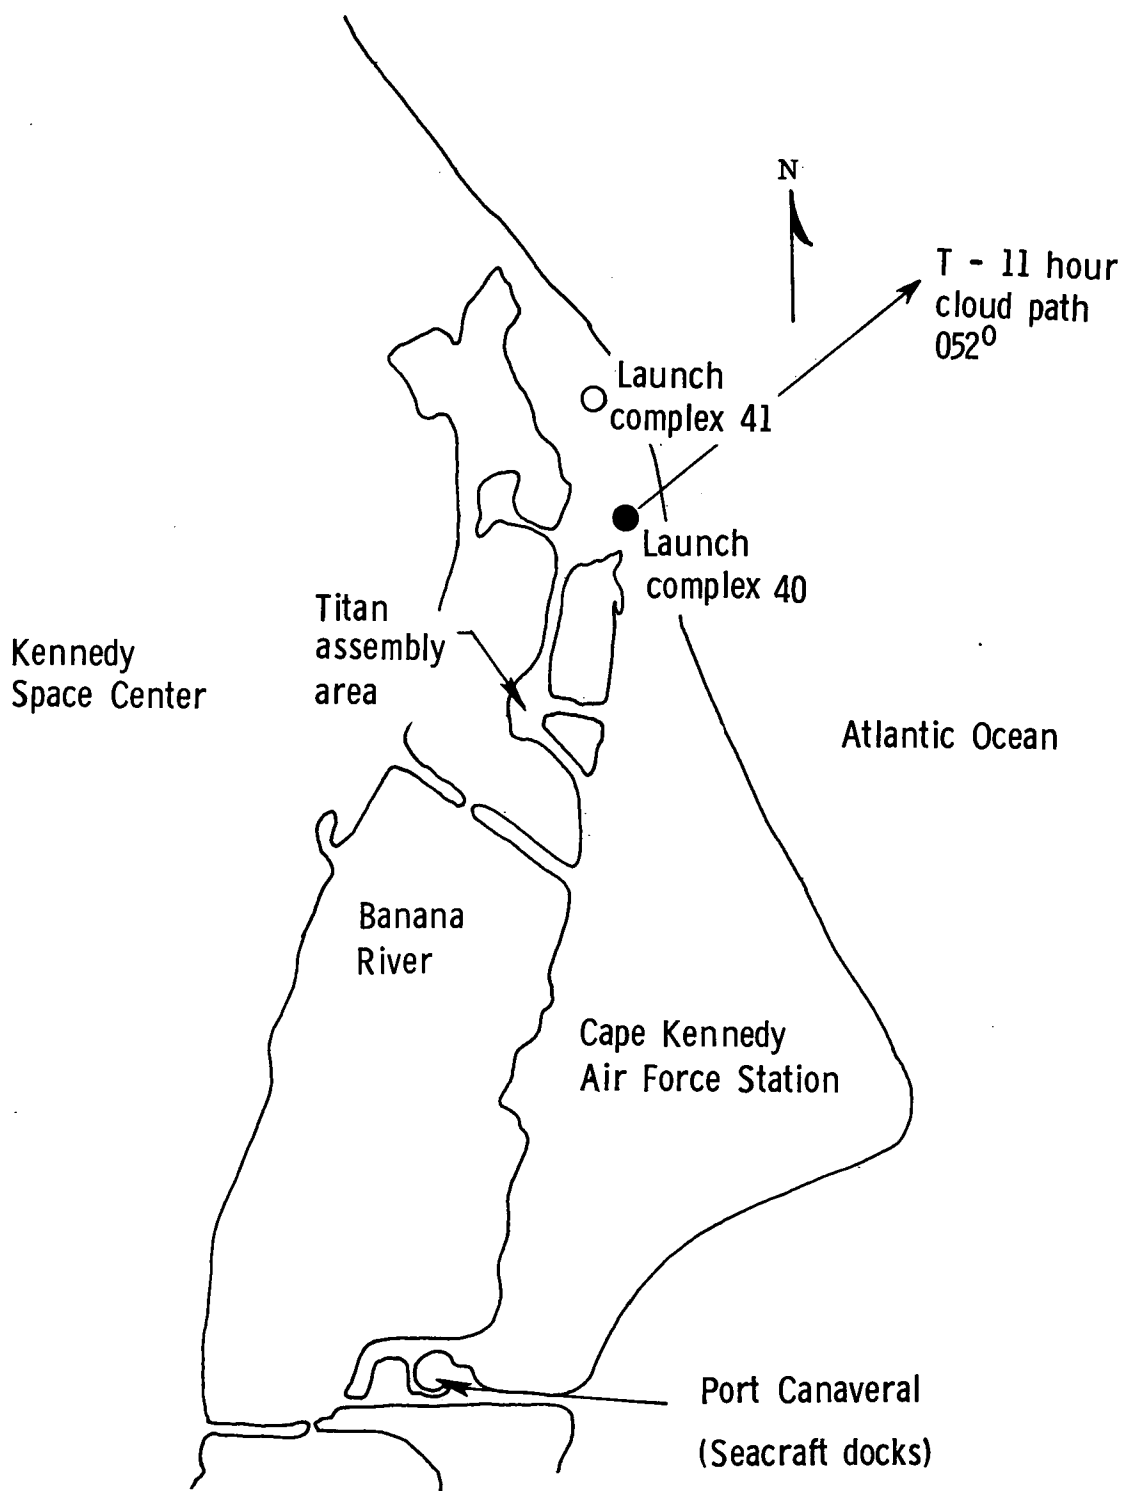 N
T - 11 hour
cloud path
052⁰
Launch
complex 41
Launch
complex 40
Titan
assembly
area
Kennedy
Space Center
Atlantic Ocean
Banana
River
Cape Kennedy
Air Force Station
Port Canaveral
(Seacraft docks)